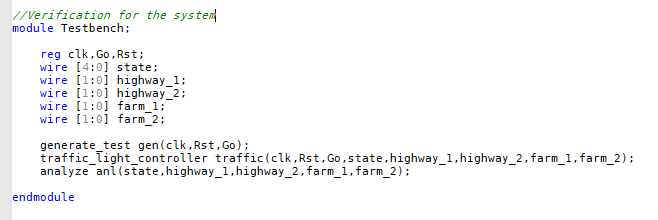 //Verification for the system
module Testbench;
reg clk,Go,Rst;
wire [4:0] state;
wire [1:0] highway_1;
wire [1:0] highway_2;
wire [1:0] farm_1;
wire [1:0] farm_2;
generate_test gen(clk,Rst,Go);
traffic_light_controller traffic(clk,Rst,Go,state,highway_1,highway_2,farm_1,farm_2);
analyze anl(state,highway_1,highway_2,farm_1,farm_2);
endmodule